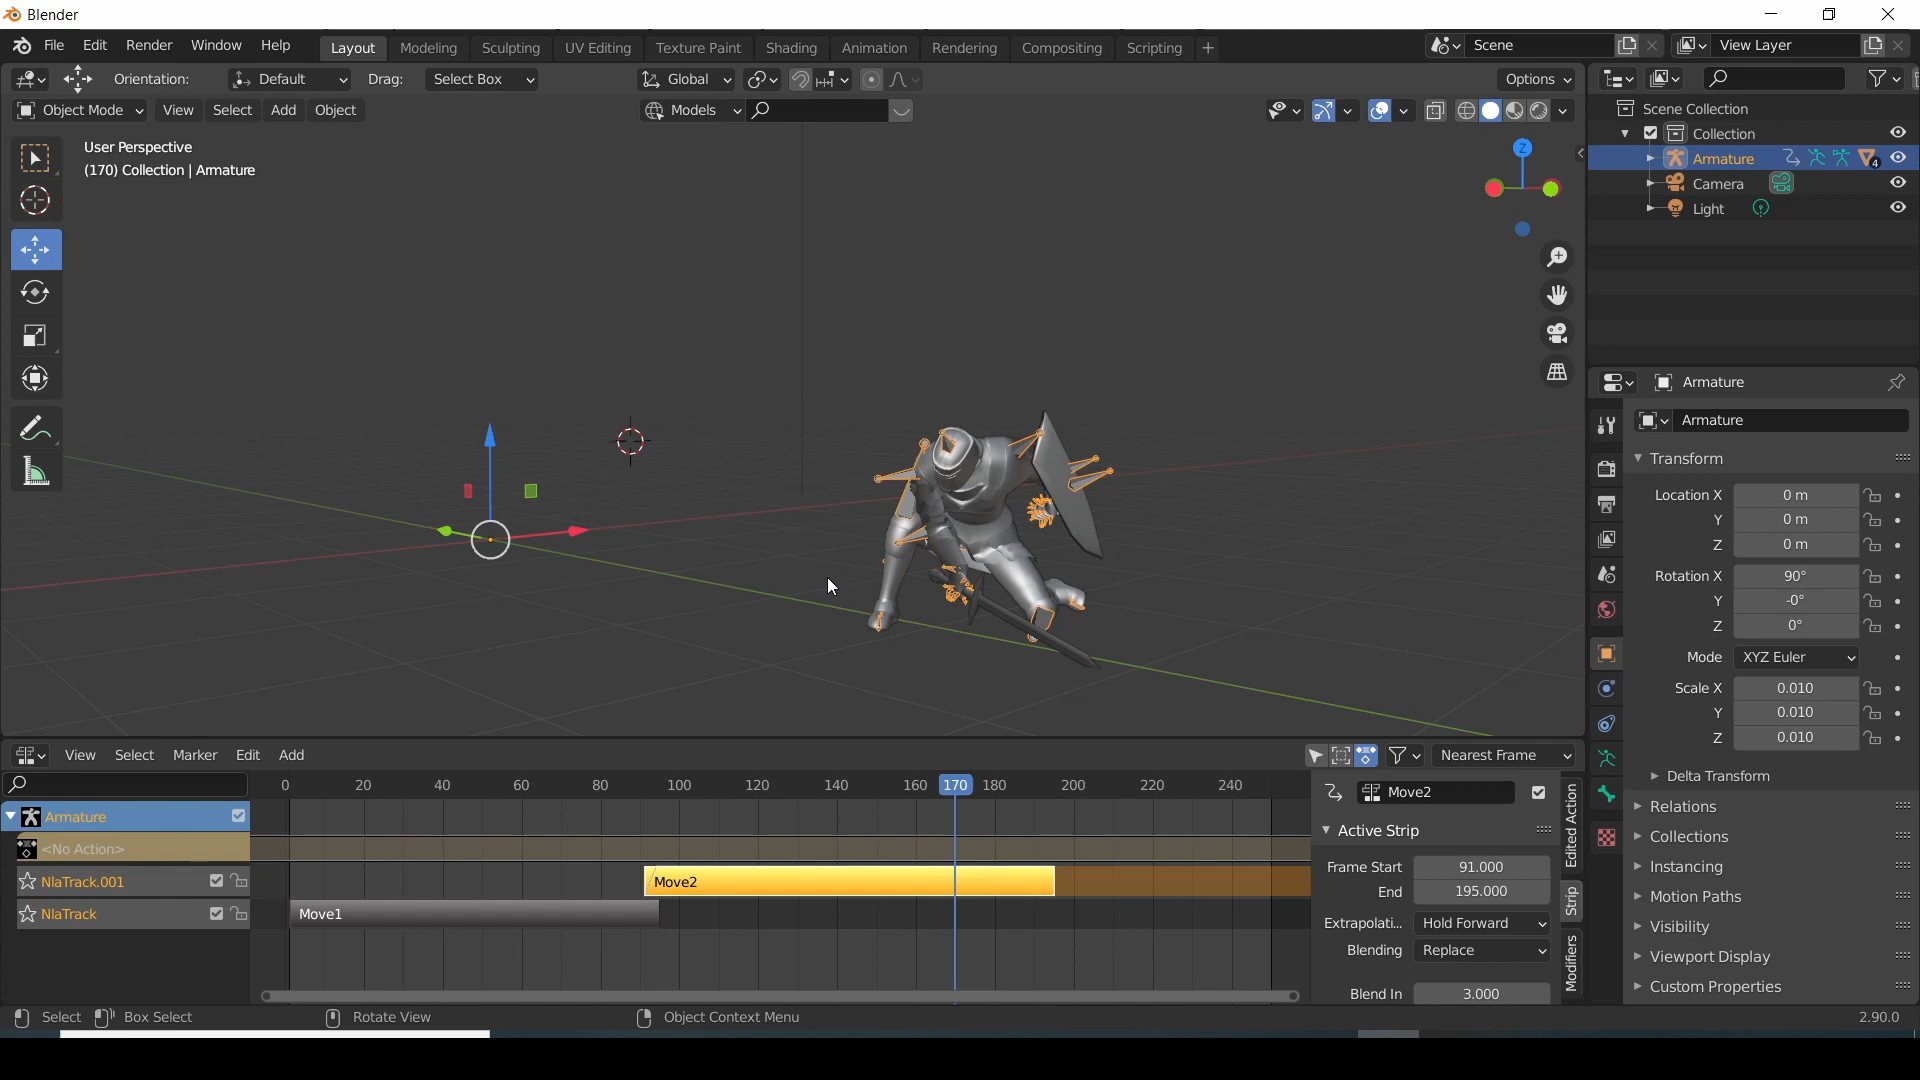 Blender
File Edit Render Window Help Layout Modeling Sculpting UV Editing Texture Paint Shading Animation Rendering Compositing Scripting + Scene View Layer
Orientation: Default Drag: Select Box Global Options
Object Mode View Select Add Object Models
User Perspective
(170) Collection | Armature
Z
Scene Collection
Collection
Armature 4
Camera
Light
Armature
Armature
Transform
Location X 0 m
Y 0 m
Z 0 m
Rotation X 90°
Y -0°
Z 0°
Mode XYZ Euler
Scale X 0.010
Y 0.010
Z 0.010
Delta Transform
Relations
Collections
Instancing
Motion Paths
Visibility
Viewport Display
Custom Properties
View Select Marker Edit Add Nearest Frame
0 20 40 60 80 100 120 140 160 170 180 200 220 240
Armature
<No Action>
NlaTrack.001 Move2
NlaTrack Move1
Move2
Active Strip
Frame Start 91.000
End 195.000
Extrapolati... Hold Forward
Blending Replace
Blend In 3.000
Edited Action
Strip
Modifiers
Select Box Select Rotate View Object Context Menu 2.90.0